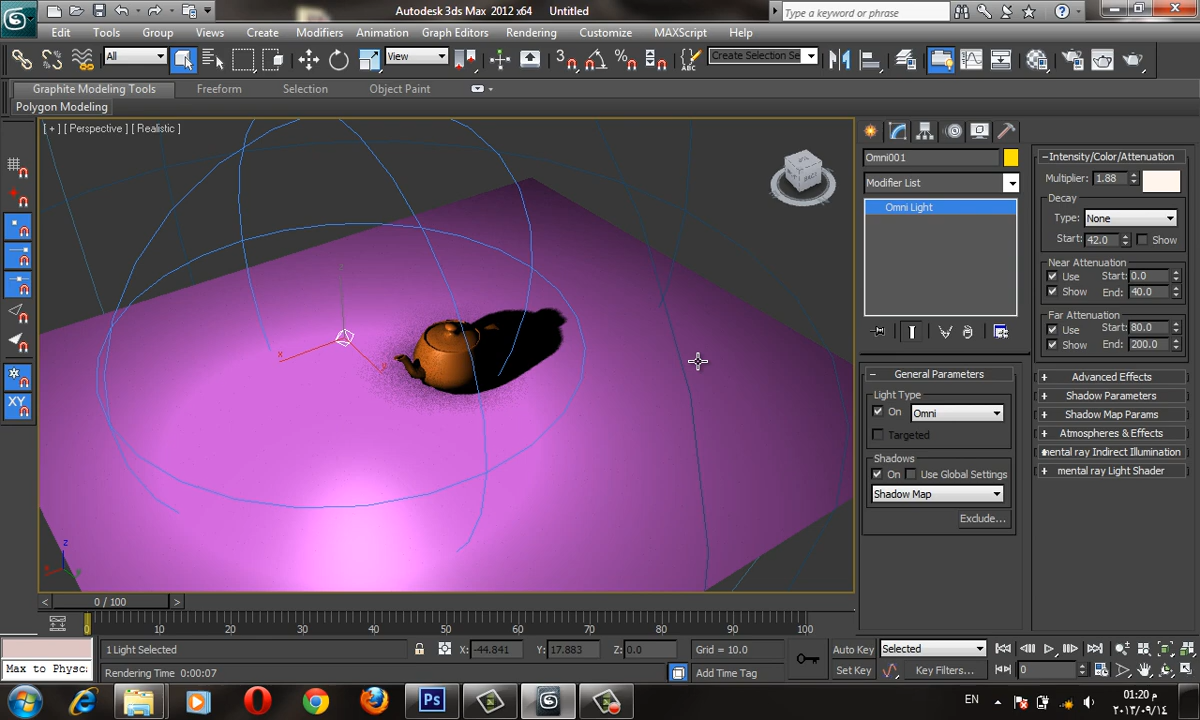 Autodesk 3ds Max 2012 x64 Untitled
Type a keyword or phrase
Edit Tools Group Views Create Modifiers Animation Graph Editors Rendering Customize MAXScript Help
All View Create Selection Se
Graphite Modeling Tools Freeform Selection Object Paint
Polygon Modeling
[ + ] [ Perspective ] [ Realistic ]
Omni001
Modifier List
Omni Light
General Parameters
Light Type
On Omni
Targeted
Shadows
On Use Global Settings
Shadow Map
Exclude...
Intensity/Color/Attenuation
Multiplier: 1.88
Decay
Type: None
Start: 42.0 Show
Near Attenuation
Use Start: 0.0
Show End: 40.0
Far Attenuation
Use Start: 80.0
Show End: 200.0
Advanced Effects
Shadow Parameters
Shadow Map Params
Atmospheres & Effects
mental ray Indirect Illumination
mental ray Light Shader
x
z
0 / 100
0 10 20 30 40 50 60 70 80 90 100
1 Light Selected X: -44.841 Y: 17.883 Z: 0.0 Grid = 10.0 Auto Key Selected
Max to Physc
Rendering Time 0:00:07 Add Time Tag Set Key Key Filters... 0
XY
Ps
EN
01:20 م
٢٠١٣/٠٩/١٤